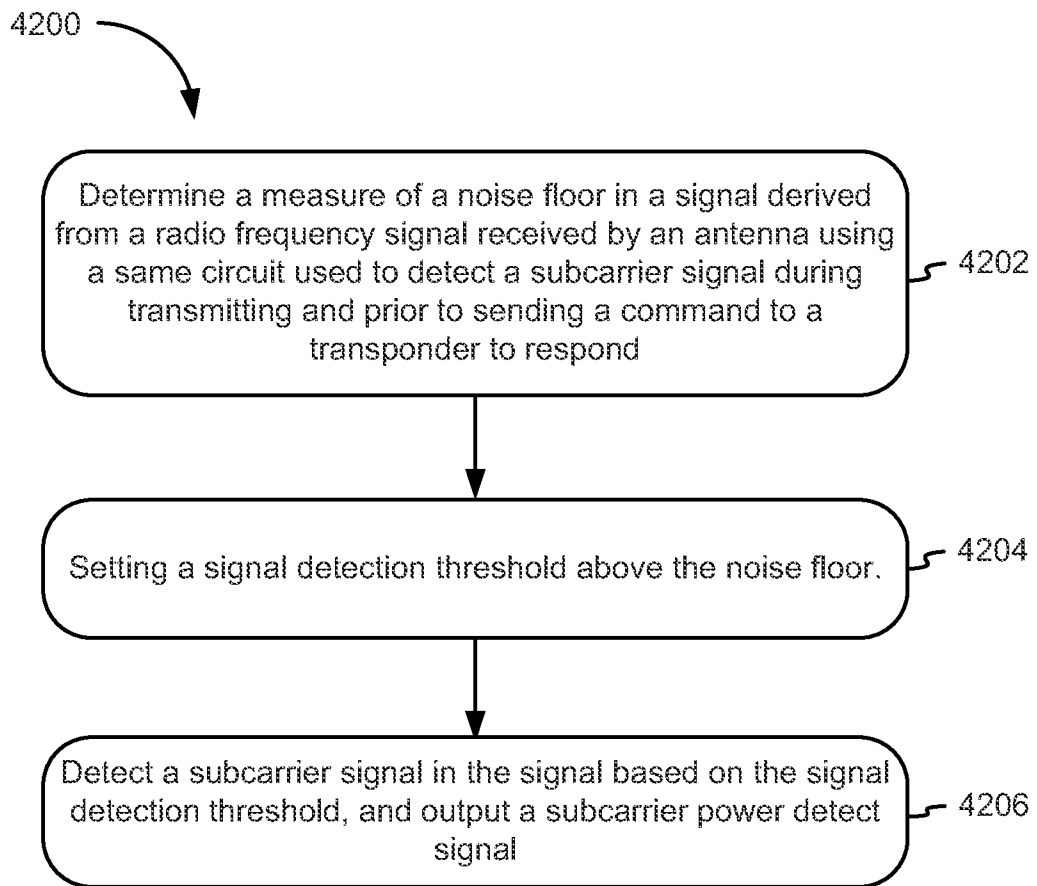 4200
Determine a measure of a noise floor in a signal derived
from a radio frequency signal received by an antenna using
a same circuit used to detect a subcarrier signal during
transmitting and prior to sending a command to a
transponder to respond
4202
Setting a signal detection threshold above the noise floor.
4204
Detect a subcarrier signal in the signal based on the signal
detection threshold, and output a subcarrier power detect
signal
4206